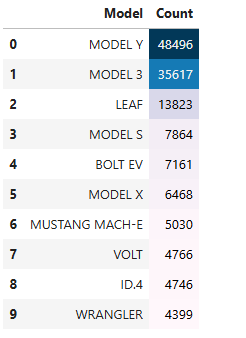 Model Count
0 MODEL Y 48496
1 MODEL 3 35617
2 LEAF 13823
3 MODEL S 7864
4 BOLT EV 7161
5 MODEL X 6468
6 MUSTANG MACH-E 5030
7 VOLT 4766
8 ID.4 4746
9 WRANGLER 4399